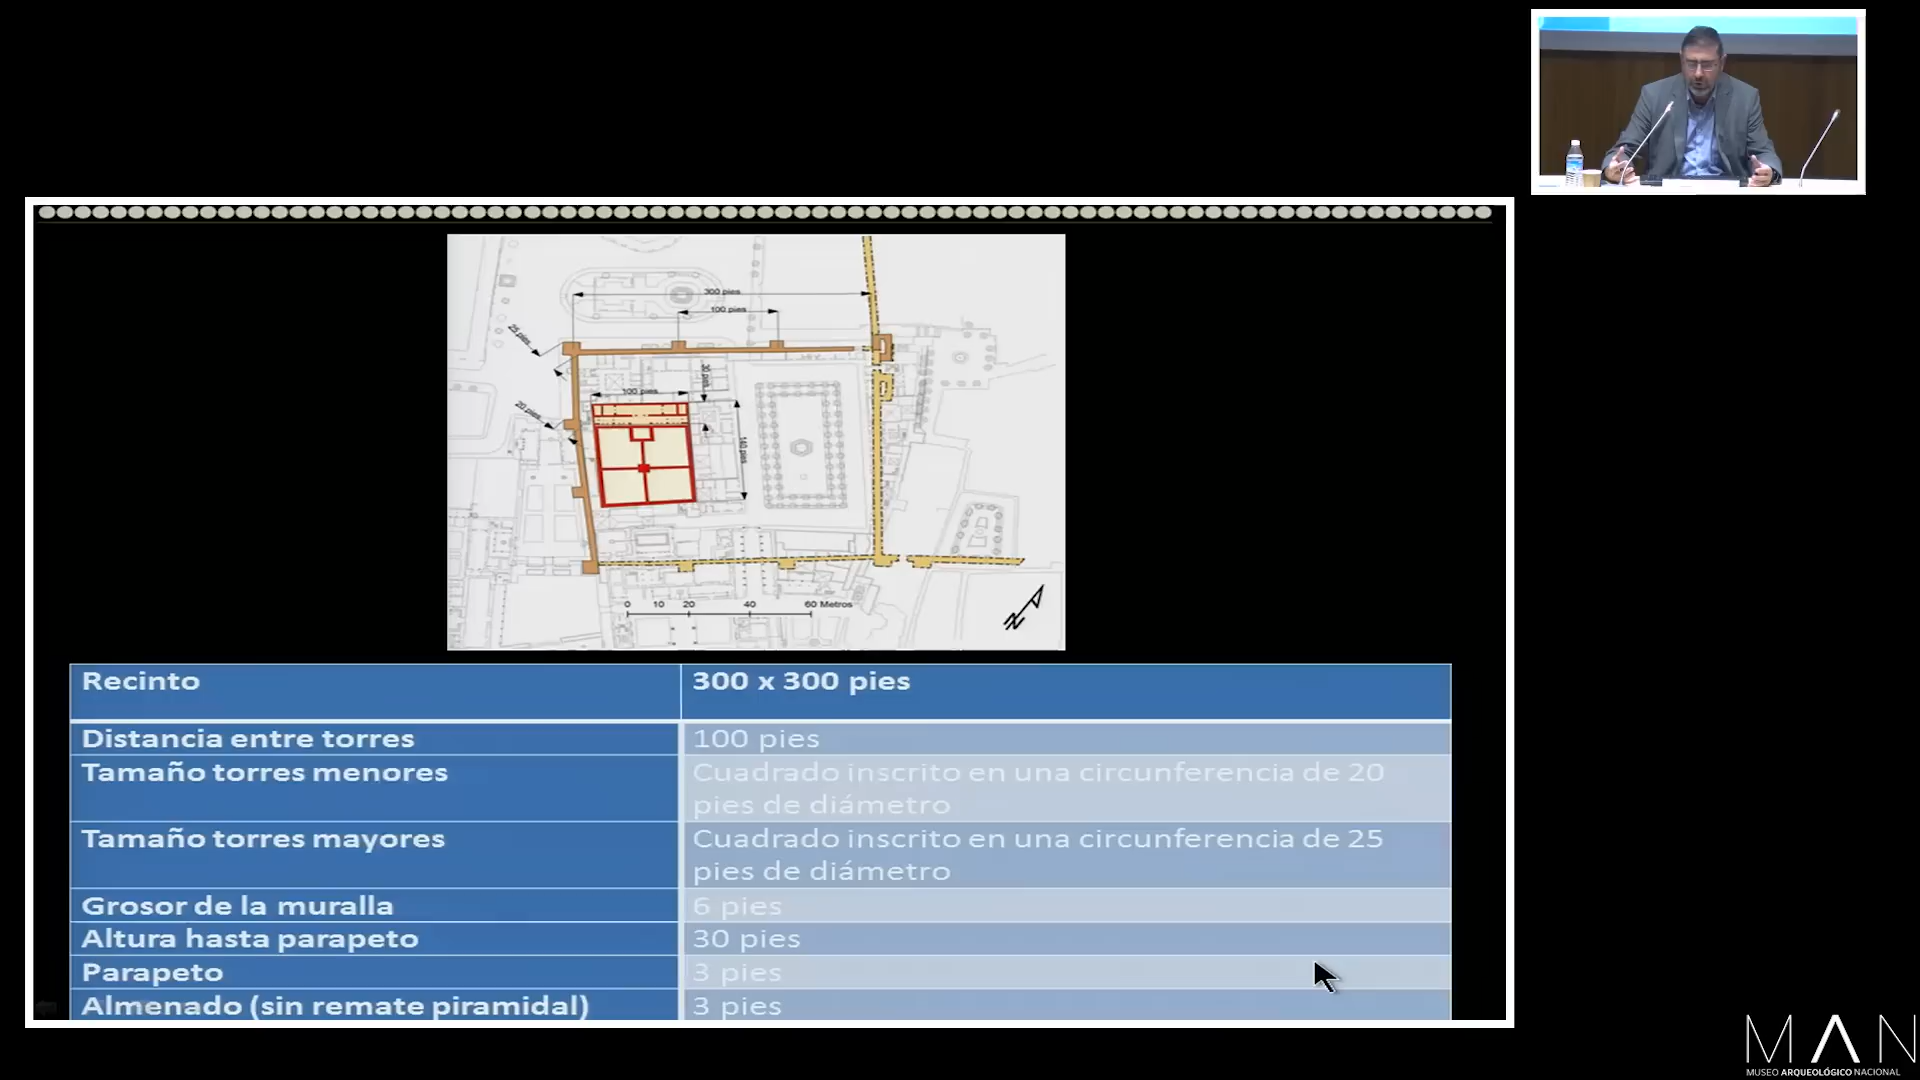 300 pies
100 pies
25 pies
30 pies
100 pies
20 pies
140 pies
0 10 20 40 60 Metros
N
Recinto 300 x 300 pies
Distancia entre torres 100 pies
Tamaño torres menores Cuadrado inscrito en una circunferencia de 20
pies de diámetro
Tamaño torres mayores Cuadrado inscrito en una circunferencia de 25
pies de diámetro
Grosor de la muralla 6 pies
Altura hasta parapeto 30 pies
Parapeto 3 pies
Almenado (sin remate piramidal) 3 pies
MAN
MUSEO ARQUEOLÓGICO NACIONAL